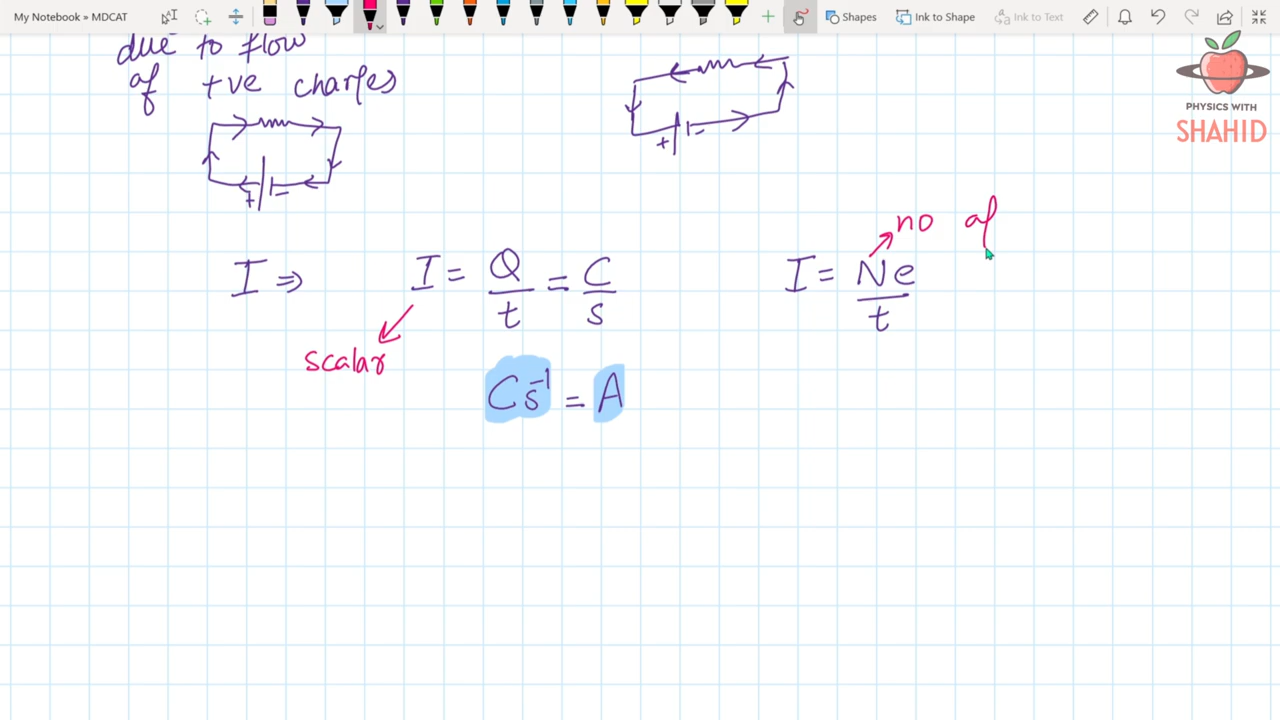 My Notebook » MDCAT
Shapes
Ink to Shape
Ink to Text
due to flow
of +ve charges
+ -
+ -
PHYSICS WITH
SHAHID
no of
I ⇒ I = Q/t = C/s
I = Ne/t
scalar
Cs⁻¹ = A